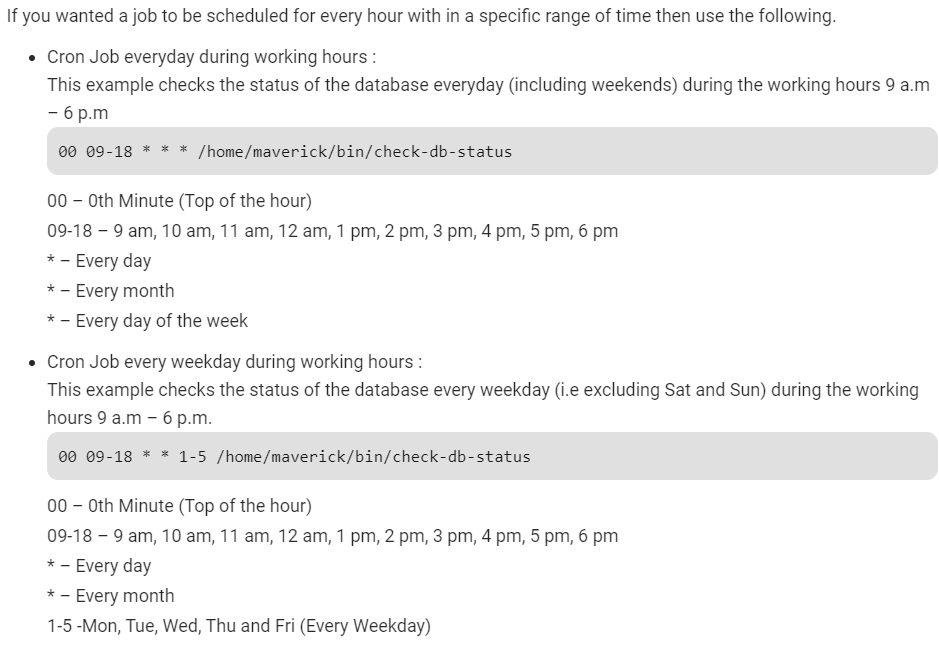 If you wanted a job to be scheduled for every hour with in a specific range of time then use the following.
• Cron Job everyday during working hours :
This example checks the status of the database everyday (including weekends) during the working hours 9 a.m
– 6 p.m
00 09-18 * * * /home/maverick/bin/check-db-status
00 – 0th Minute (Top of the hour)
09-18 – 9 am, 10 am, 11 am, 12 am, 1 pm, 2 pm, 3 pm, 4 pm, 5 pm, 6 pm
* – Every day
* – Every month
* – Every day of the week
• Cron Job every weekday during working hours :
This example checks the status of the database every weekday (i.e excluding Sat and Sun) during the working
hours 9 a.m – 6 p.m.
00 09-18 * * 1-5 /home/maverick/bin/check-db-status
00 – 0th Minute (Top of the hour)
09-18 – 9 am, 10 am, 11 am, 12 am, 1 pm, 2 pm, 3 pm, 4 pm, 5 pm, 6 pm
* – Every day
* – Every month
1-5 -Mon, Tue, Wed, Thu and Fri (Every Weekday)